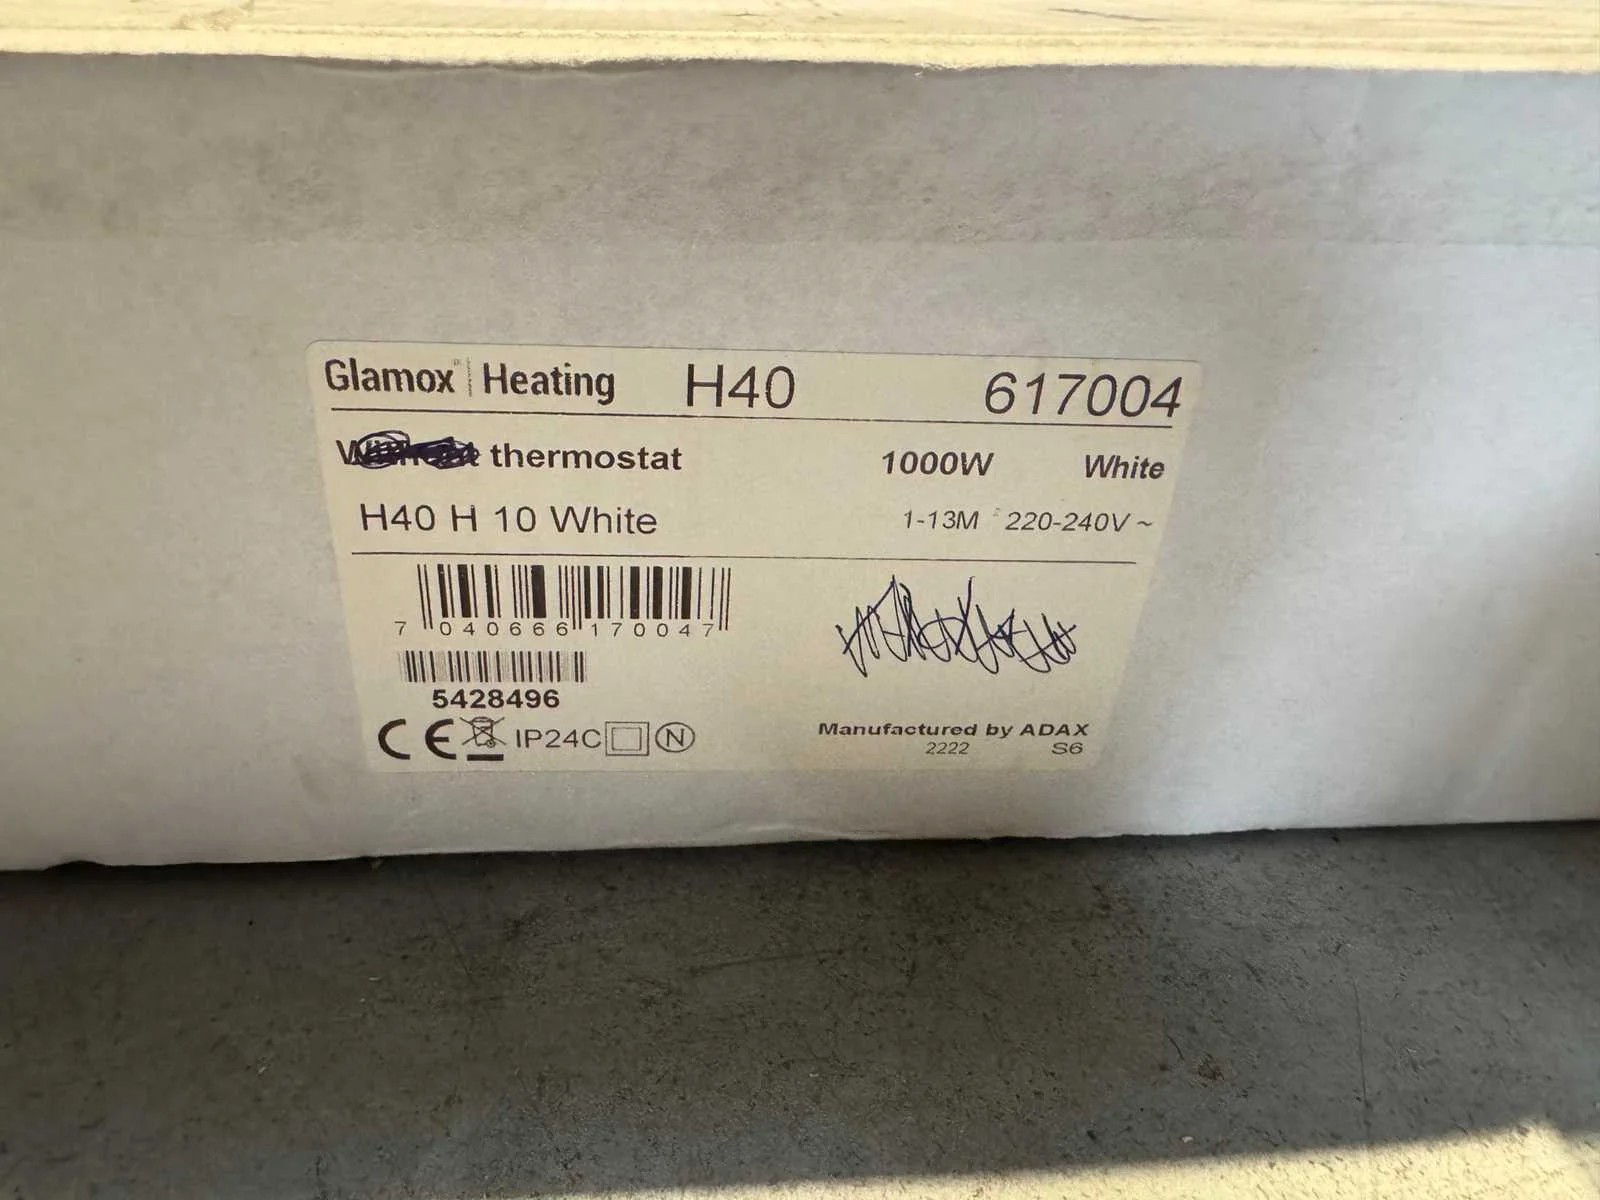 Glamox Heating H40 617004
thermostat 1000W White
H40 H 10 White 1-13M 220-240V ~
7 040666 170047
5428496
CE IP24C N
Manufactured by ADAX
2222 S6